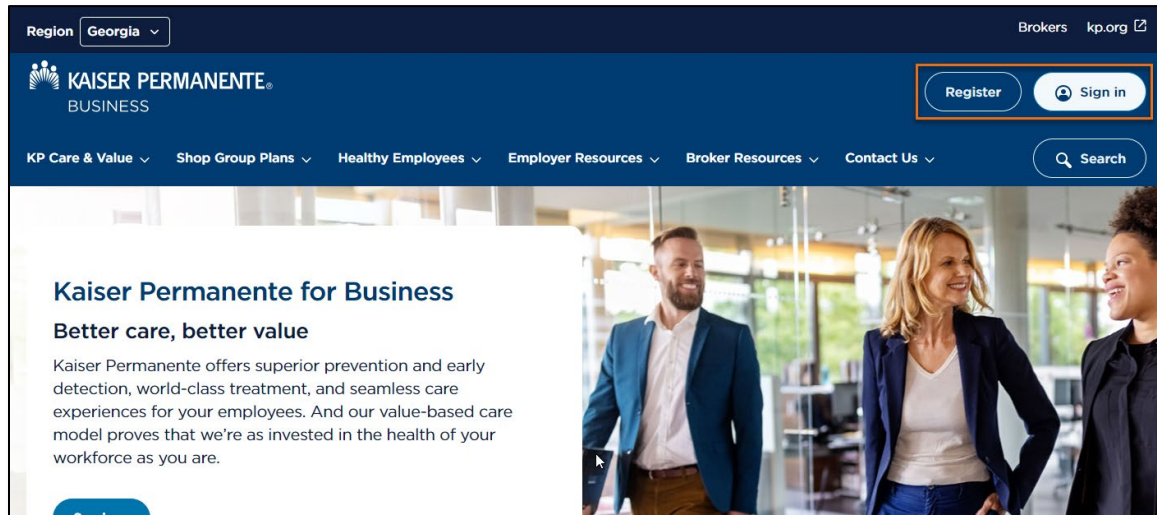 Region Georgia
Brokers kp.org
KAISER PERMANENTE®
BUSINESS
Register Sign in
KP Care & Value Shop Group Plans Healthy Employees Employer Resources Broker Resources Contact Us Search
Kaiser Permanente for Business
Better care, better value
Kaiser Permanente offers superior prevention and early
detection, world-class treatment, and seamless care
experiences for your employees. And our value-based care
model proves that we're as invested in the health of your
workforce as you are.